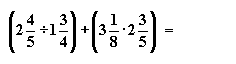 (2 4/5 ÷ 1 3/4) + (3 1/8 · 2 3/5) =